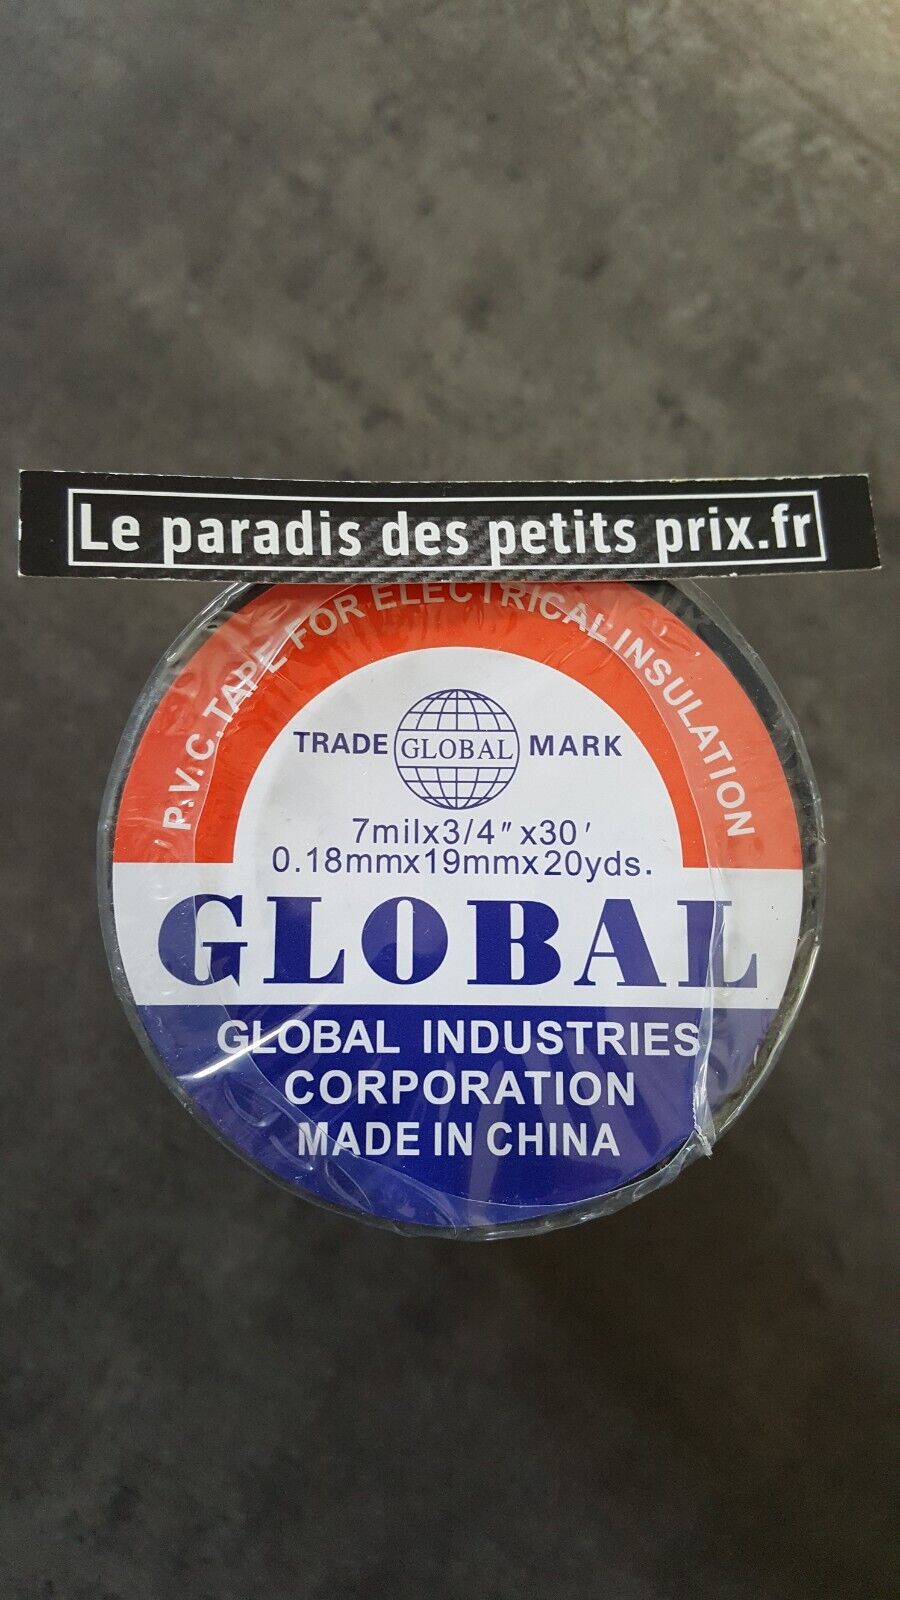 Le paradis des petits prix.fr
P.V.C. TAPE FOR ELECTRICAL INSULATION
TRADE GLOBAL MARK
7milx3/4″x30′
0.18mmx19mmx20yds.
GLOBAL
GLOBAL INDUSTRIES
CORPORATION
MADE IN CHINA